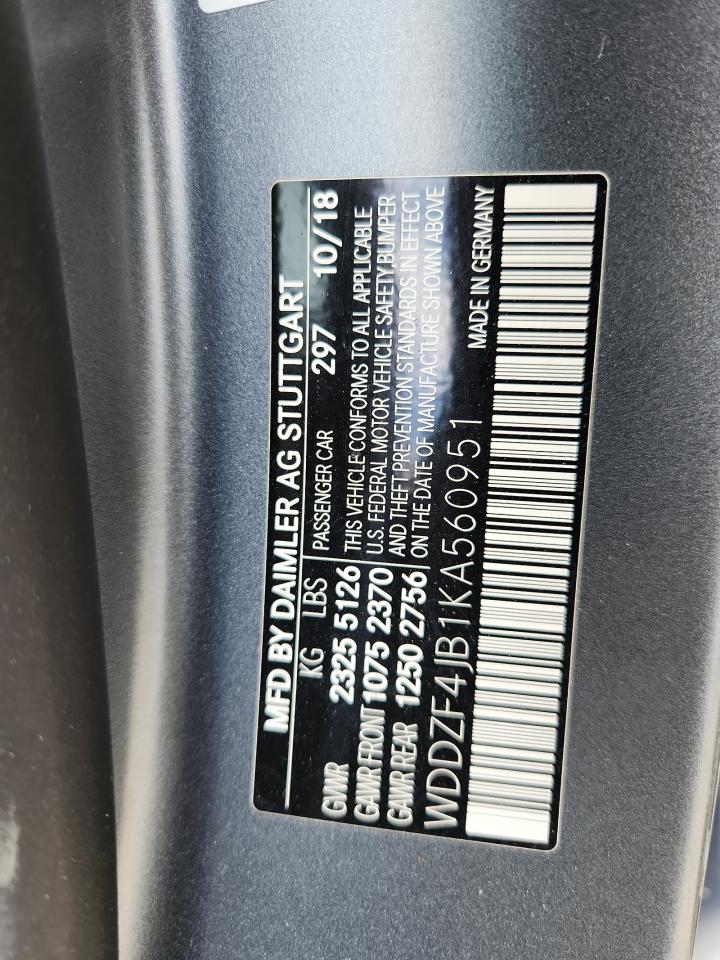 MFD BY DAIMLER AG STUTTGART
KG LBS PASSENGER CAR 297 10/18
GVWR 2325 5126 THIS VEHICLE CONFORMS TO ALL APPLICABLE
GAWR FRONT 1075 2370 U.S. FEDERAL MOTOR VEHICLE SAFETY,BUMPER
GAWR REAR 1250 2756 AND THEFT PREVENTION STANDARDS IN EFFECT
ON THE DATE OF MANUFACTURE SHOWN ABOVE
WDDZF4JB1KA560951 MADE IN GERMANY